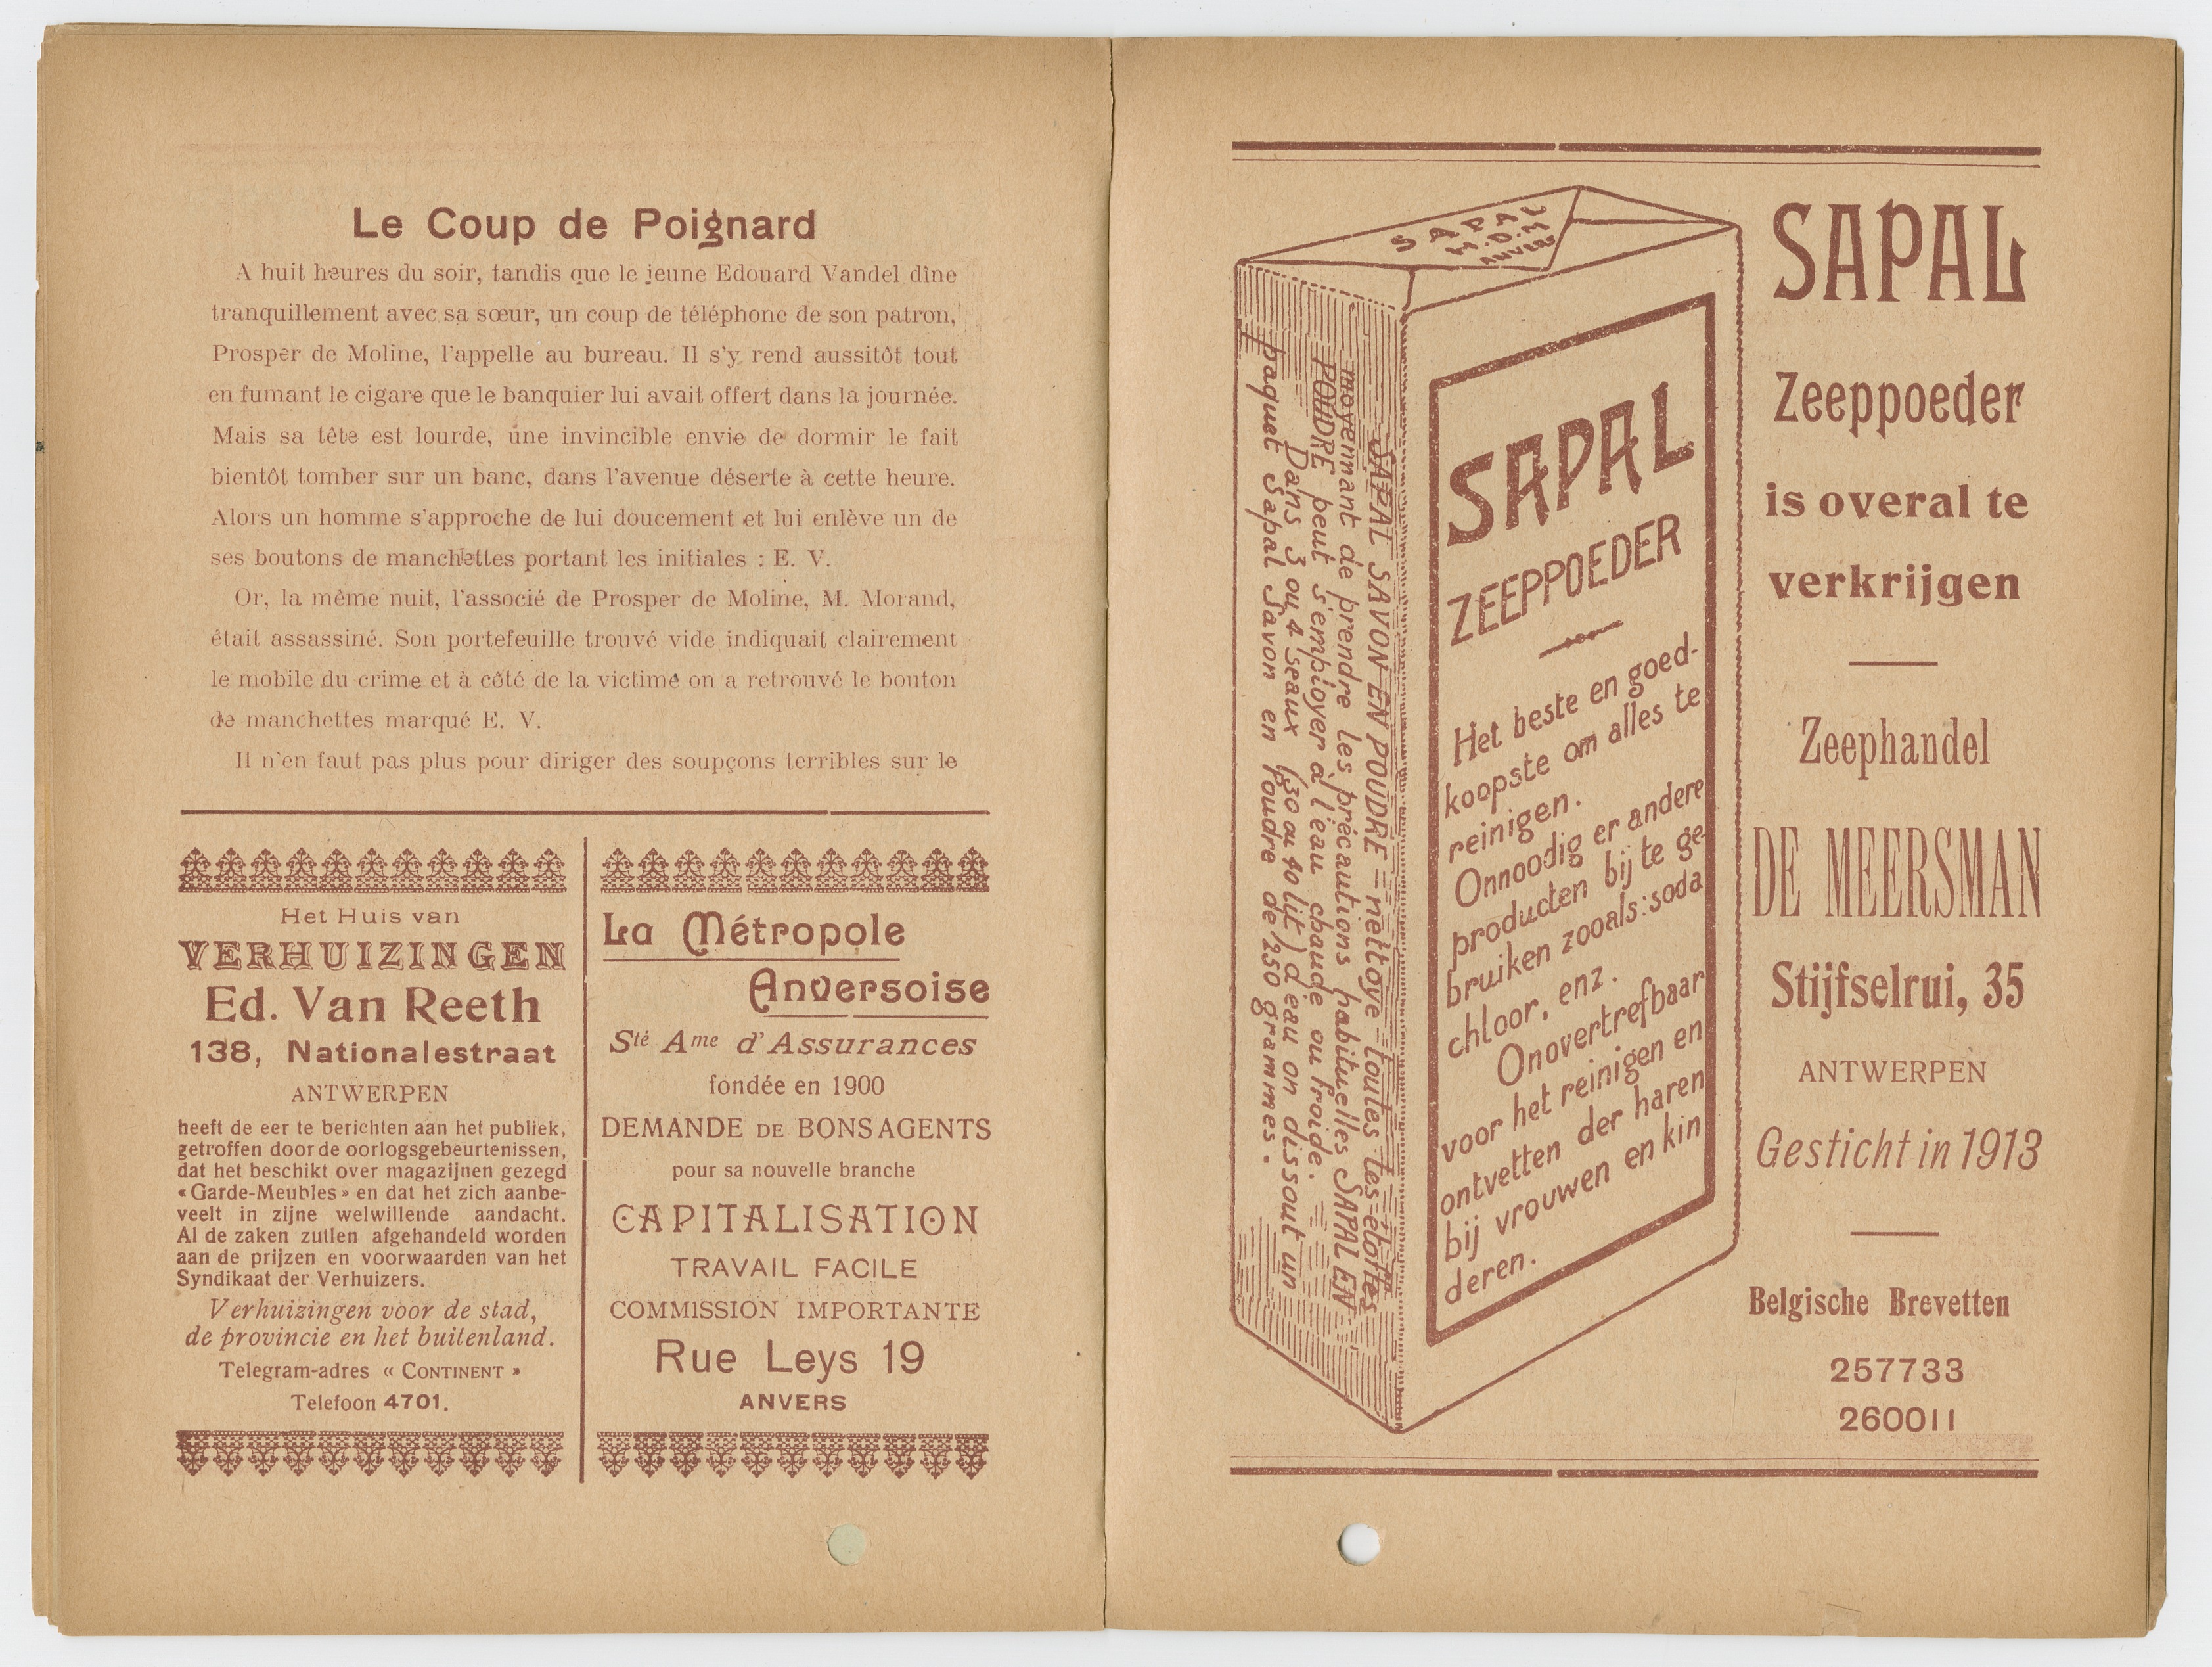 Le Coup de Poignard
A huit heures du soir, tandis que le jeune Edouard Vandel dîne
tranquillement avec sa sœur, un coup de téléphone de son patron,
Prosper de Moline, l'appelle au bureau. Il s'y rend aussitôt tout
en fumant le cigare que le banquier lui avait offert dans la journée.
Mais sa tête est lourde, une invincible envie de dormir le fait
bientôt tomber sur un banc, dans l'avenue déserte à cette heure.
Alors un homme s'approche de lui doucement et lui enlève un de
ses boutons de manchettes portant les initiales : E. V.
Or, la même nuit, l'associé de Prosper de Moline, M. Morand,
était assassiné. Son portefeuille trouvé vide indiquait clairement
le mobile du crime et à côté de la victime on a retrouvé le bouton
de manchettes marqué E. V.
Il n'en faut pas plus pour diriger des soupçons terribles sur le
Het Huis van
VERHUIZINGEN
Ed. Van Reeth
138, Nationalestraat
ANTWERPEN
heeft de eer te berichten aan het publiek,
getroffen door de oorlogsgebeurtenissen,
dat het beschikt over magazijnen gezegd
« Garde-Meubles » en dat het zich aanbe-
veelt in zijne welwillende aandacht.
Al de zaken zutlen afgehandeld worden
aan de prijzen en voorwaarden van het
Syndikaat der Verhuizers.
Verhuizingen voor de stad,
de provincie en het buitenland.
Telegram-adres « CONTINENT »
Telefoon 4701.
La Métropole
Anversoise
Sté Ame d'Assurances
fondée en 1900
DEMANDE DE BONS AGENTS
pour sa nouvelle branche
CAPITALISATION
TRAVAIL FACILE
COMMISSION IMPORTANTE
Rue Leys 19
ANVERS
SAPAL
H.D.M
ANVERS
SAPAL SAVON EN POUDRE = nettoye toutes les étoffes
moyennant de prendre les précautions habituelles SAPAL EN
POUDRE peut s'employer à l'eau chaude ou froide.
Dans 3 ou 4 seaux (30 ou 40 lit) d'eau on dissout un
paquet Sapal Savon en Poudre de 250 grammes.
SAPAL
ZEEPPOEDER
Het beste en goed-
koopste om alles te
reinigen.
Onnoodig er andere
producten bij te ge
bruiken zooals: soda
chloor, enz.
Onovertrefbaar
voor het reinigen en
ontvetten der haren
bij vrouwen en kin
deren.
SAPAL
Zeeppoeder
is overal te
verkrijgen
Zeephandel
DE MEERSMAN
Stijfselrui, 35
ANTWERPEN
Gesticht in 1913
Belgische Brevetten
257733
260011